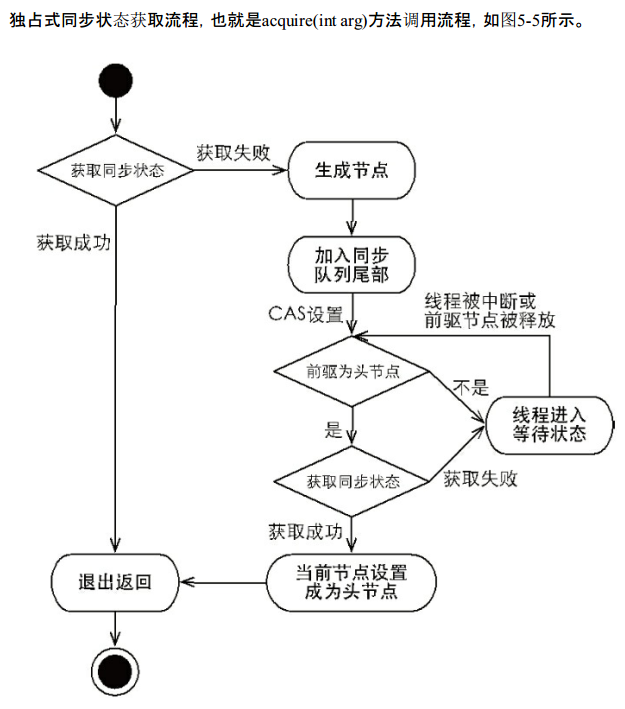 独占式同步状态获取流程，也就是acquire(int arg)方法调用流程，如图5-5所示。
获取同步状态
获取失败
生成节点
获取成功
加入同步
队列尾部
CAS设置
线程被中断或
前驱节点被释放
前驱为头节点
不是
线程进入
等待状态
是
获取同步状态
获取失败
获取成功
退出返回
当前节点设置
成为头节点